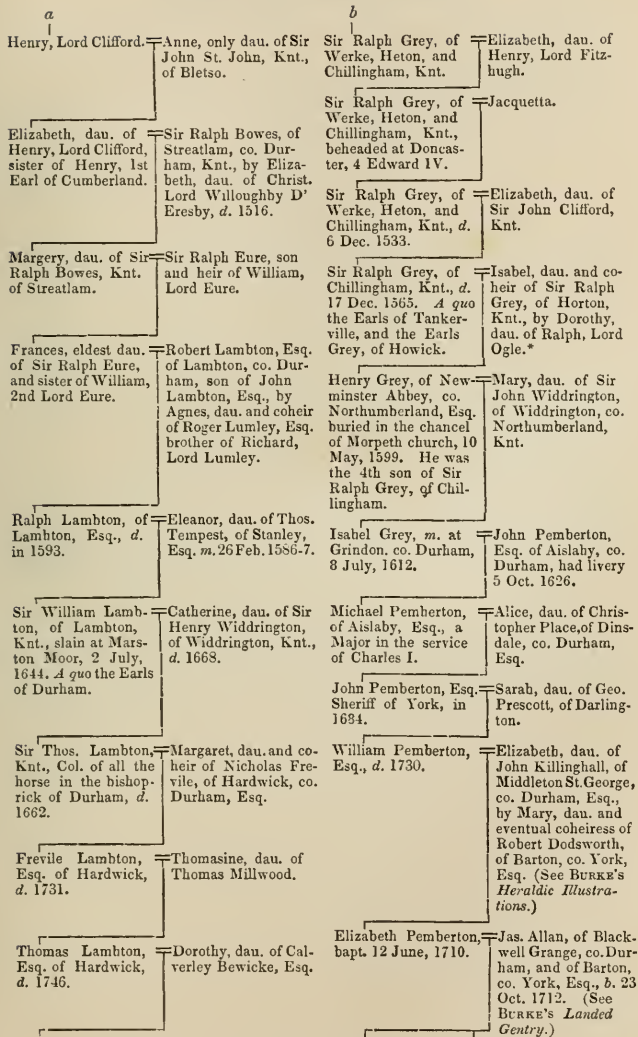 a
Henry, Lord Clifford.
Anne, only dau. of Sir
John St. John, Knt.,
of Bletso.
Elizabeth, dau. of
Henry, Lord Clifford,
sister of Henry, 1st
Earl of Cumberland.
Sir Ralph Bowes, of
Streatlam, co. Dur-
ham, Knt., by Eliza-
beth, dau. of Christ.
Lord Willoughby D'
Eresby, d. 1516.
Margery, dau. of Sir
Ralph Bowes, Knt.
of Streatlam.
Sir Ralph Eure, son
and heir of William,
Lord Eure.
Frances, eldest dau.
of Sir Ralph Eure,
and sister of William,
2nd Lord Eure.
Robert Lambton, Esq.
of Lambton, co. Dur-
ham, son of John
Lambton, Esq., by
Agnes, dau. and coheir
of Roger Lumley, Esq.
brother of Richard,
Lord Lumley.
Ralph Lambton, of
Lambton, Esq., d.
in 1593.
Eleanor, dau. of Thos.
Tempest, of Stanley,
Esq. m. 26 Feb. 1586-7.
Sir William Lamb-
ton, of Lambton,
Knt., slain at Mars-
ton Moor, 2 July,
1644. A quo the Earls
of Durham.
Catherine, dau. of Sir
Henry Widdrington,
of Widdrington, Knt.,
d. 1668.
Sir Thos. Lambton,
Knt., Col. of all the
horse in the bishop-
rick of Durham, d.
1662.
Margaret, dau. and co-
heir of Nicholas Fre-
vile, of Hardwick, co.
Durham, Esq.
Frevile Lambton,
Esq. of Hardwick,
d. 1731.
Thomasine, dau. of
Thomas Millwood.
Thomas Lambton,
Esq. of Hardwick,
d. 1746.
Dorothy, dau. of Cal-
verley Bewicke, Esq.
b
Sir Ralph Grey, of
Werke, Heton, and
Chillingham, Knt.
Elizabeth, dau. of
Henry, Lord Fitz-
hugh.
Sir Ralph Grey, of
Werke, Heton, and
Chillingham, Knt.,
beheaded at Doncas-
ter, 4 Edward IV.
Jacquetta.
Sir Ralph Grey, of
Werke, Heton, and
Chillingham, Knt., d.
6 Dec. 1533.
Elizabeth, dau. of
Sir John Clifford,
Knt.
Sir Ralph Grey, of
Chillingham, Knt., d.
17 Dec. 1565. A quo
the Earls of Tanker-
ville, and the Earls
Grey, of Howick.
Isabel, dau. and co-
heir of Sir Ralph
Grey, of Horton,
Knt., by Dorothy,
dau. of Ralph, Lord
Ogle.*
Henry Grey, of New-
minster Abbey, co.
Northumberland, Esq.
buried in the chancel
of Morpeth church, 10
May, 1599. He was
the 4th son of Sir
Ralph Grey, of Chil-
lingham.
Mary, dau. of Sir
John Widdrington,
of Widdrington, co.
Northumberland,
Knt.
Isabel Grey, m. at
Grindon. co. Durham,
8 July, 1612.
John Pemberton,
Esq. of Aislaby, co.
Durham, had livery
5 Oct. 1626.
Michael Pemberton,
of Aislaby, Esq., a
Major in the service
of Charles I.
Alice, dau. of Chris-
topher Place, of Dins-
dale, co. Durham,
Esq.
John Pemberton, Esq.
Sheriff of York, in
1684.
Sarah, dau. of Geo.
Prescott, of Darling-
ton.
William Pemberton,
Esq., d. 1730.
Elizabeth, dau. of
John Killinghall, of
Middleton St. George,
co. Durham, Esq.,
by Mary, dau. and
eventual coheiress of
Robert Dodsworth,
of Barton, co. York,
Esq. (See BURKE'S
Heraldic Illustra-
tions.)
Elizabeth Pemberton,
bapt. 12 June, 1710.
Jas. Allan, of Black-
well Grange, co. Dur-
ham, and of Barton,
co. York, Esq., b. 23
Oct. 1712. (See
BURKE'S Landed
Gentry.)